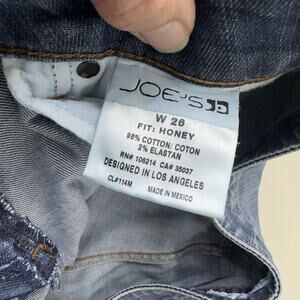 JOE'S
W 26
FIT: HONEY
98% COTTON/ COTON
2% ELASTAN
RN# 106214 CA# 35037
DESIGNED IN LOS ANGELES
CL#114M MADE IN MEXICO